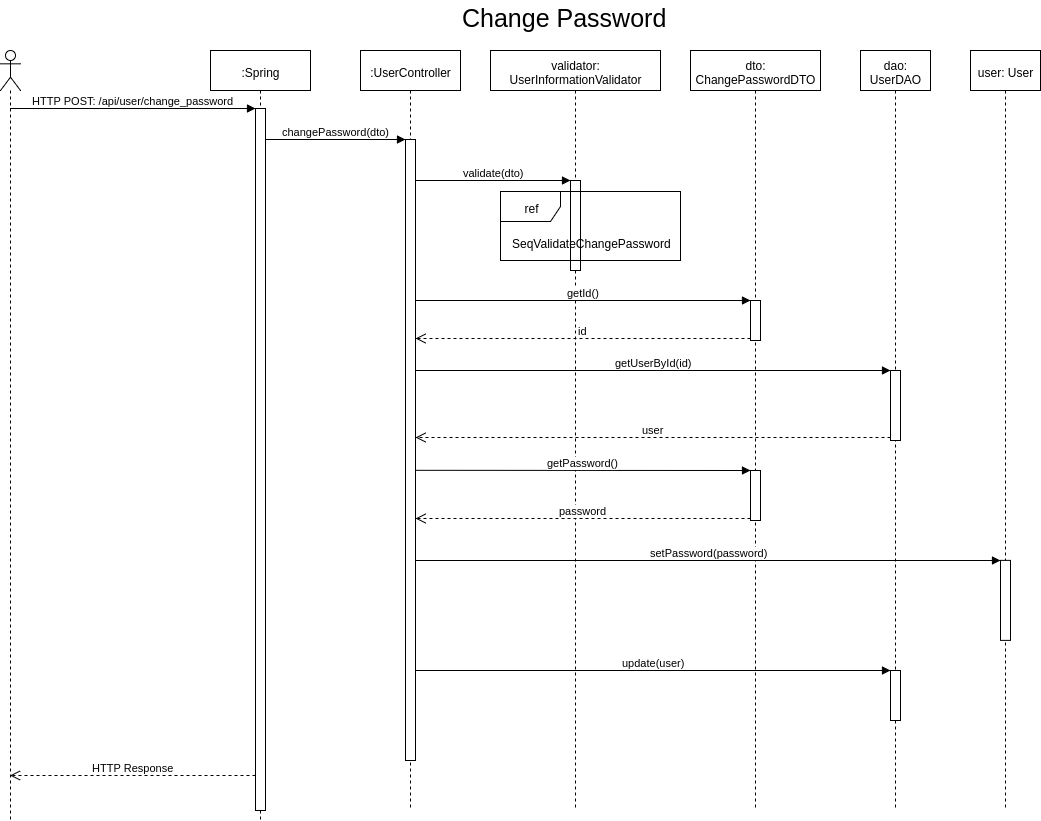 Change Password
:Spring
:UserController
validator:
UserInformationValidator
dto:
ChangePasswordDTO
dao:
UserDAO
user: User
HTTP POST: /api/user/change_password
changePassword(dto)
validate(dto)
ref
SeqValidateChangePassword
getId()
id
getUserById(id)
user
getPassword()
password
setPassword(password)
update(user)
HTTP Response